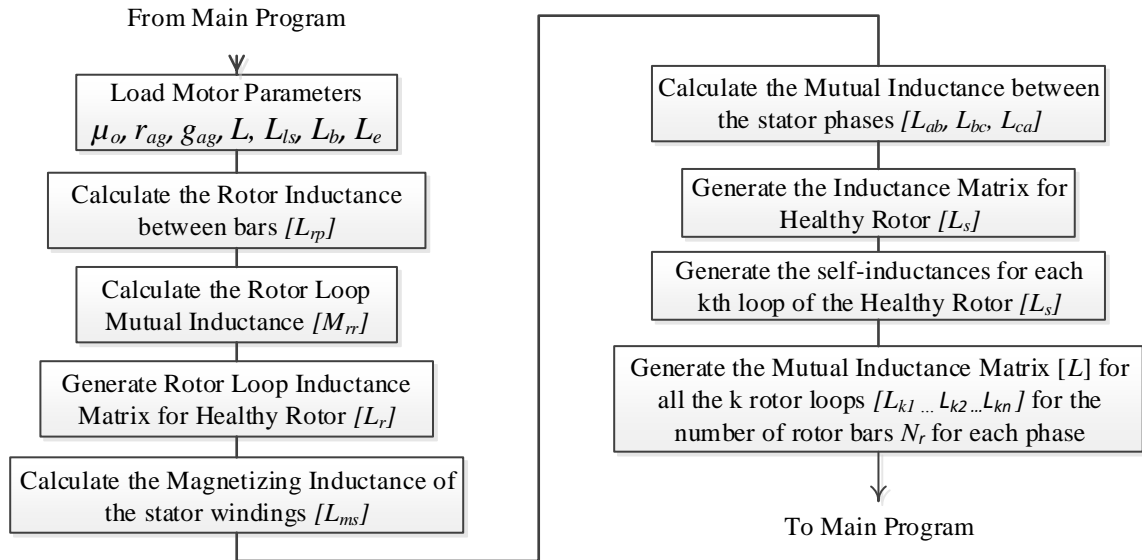 From Main Program
Load Motor Parameters
μo, rag, gag, L, Lls, Lb, Le
Calculate the Rotor Inductance
between bars [Lrp]
Calculate the Rotor Loop
Mutual Inductance [Mrr]
Generate Rotor Loop Inductance
Matrix for Healthy Rotor [Lr]
Calculate the Magnetizing Inductance of
the stator windings [Lms]
Calculate the Mutual Inductance between
the stator phases [Lab, Lbc, Lca]
Generate the Inductance Matrix for
Healthy Rotor [Ls]
Generate the self-inductances for each
kth loop of the Healthy Rotor [Ls]
Generate the Mutual Inductance Matrix [L] for
all the k rotor loops [Lk1 ... Lk2 ...Lkn ] for the
number of rotor bars Nr for each phase
To Main Program